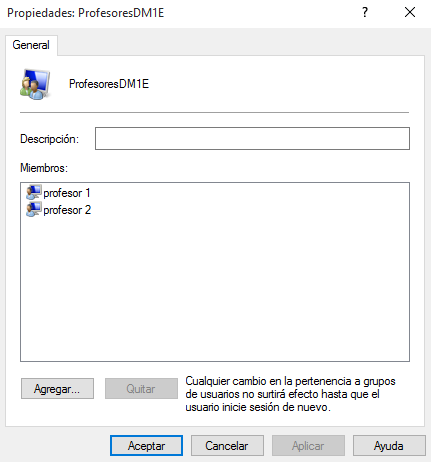 Propiedades: ProfesoresDM1E
?
General
ProfesoresDM1E
Descripción:
Miembros:
profesor 1
profesor 2
Agregar...
Quitar
Cualquier cambio en la pertenencia a grupos
de usuarios no surtirá efecto hasta que el
usuario inicie sesión de nuevo.
Aceptar
Cancelar
Aplicar
Ayuda